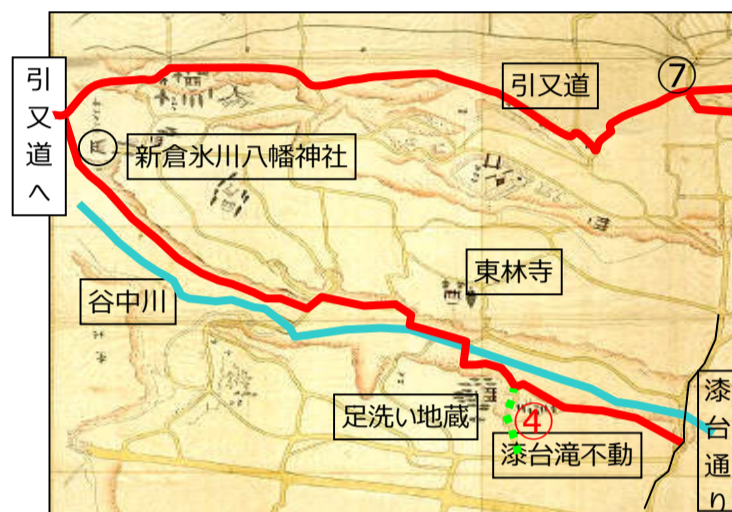 引又道へ
引又道
⑦
新倉氷川八幡神社
東林寺
谷中川
足洗い地蔵
④
漆台滝不動
漆台通り